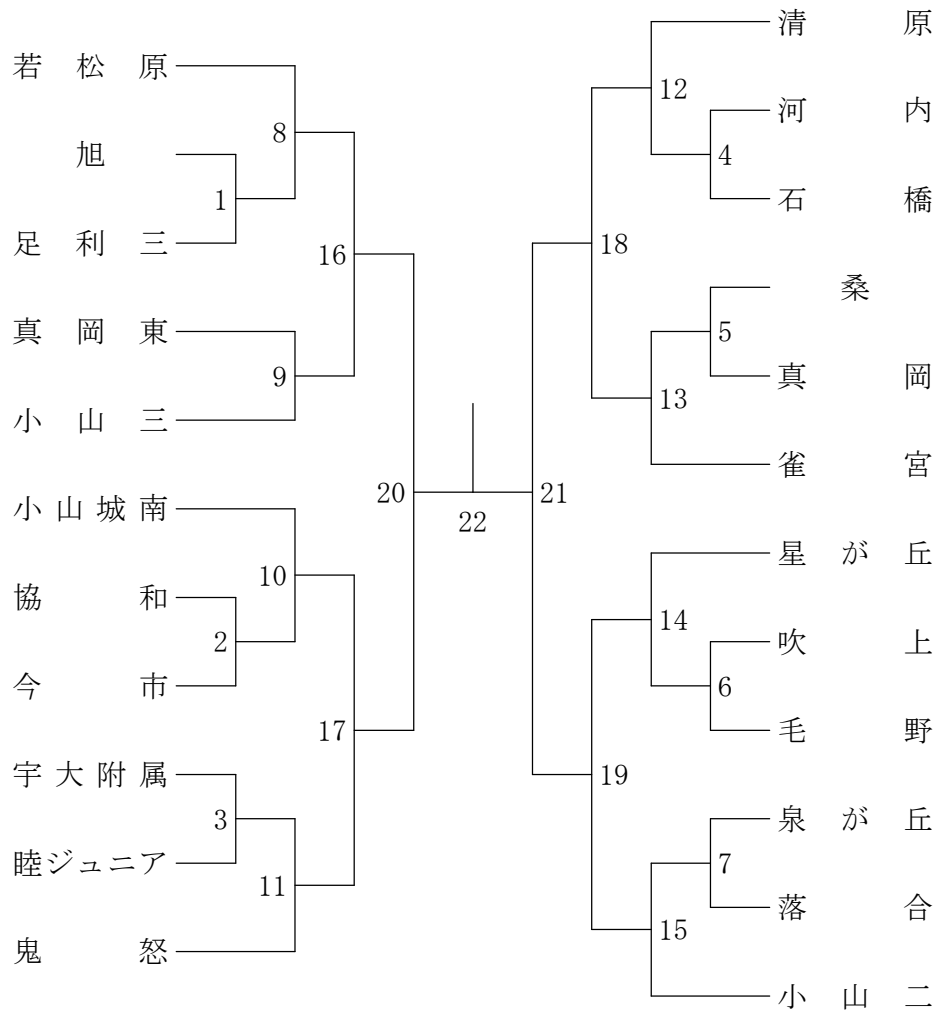 若松原
旭
足利三
真岡東
小山三
小山城南
協和
今市
宇大附属
睦ジュニア
鬼怒
1
2
3
8
9
10
11
16
17
20
22
21
18
19
12
13
14
15
4
5
6
7
清原
河内
石橋
桑
真岡
雀宮
星が丘
吹上
毛野
泉が丘
落合
小山二